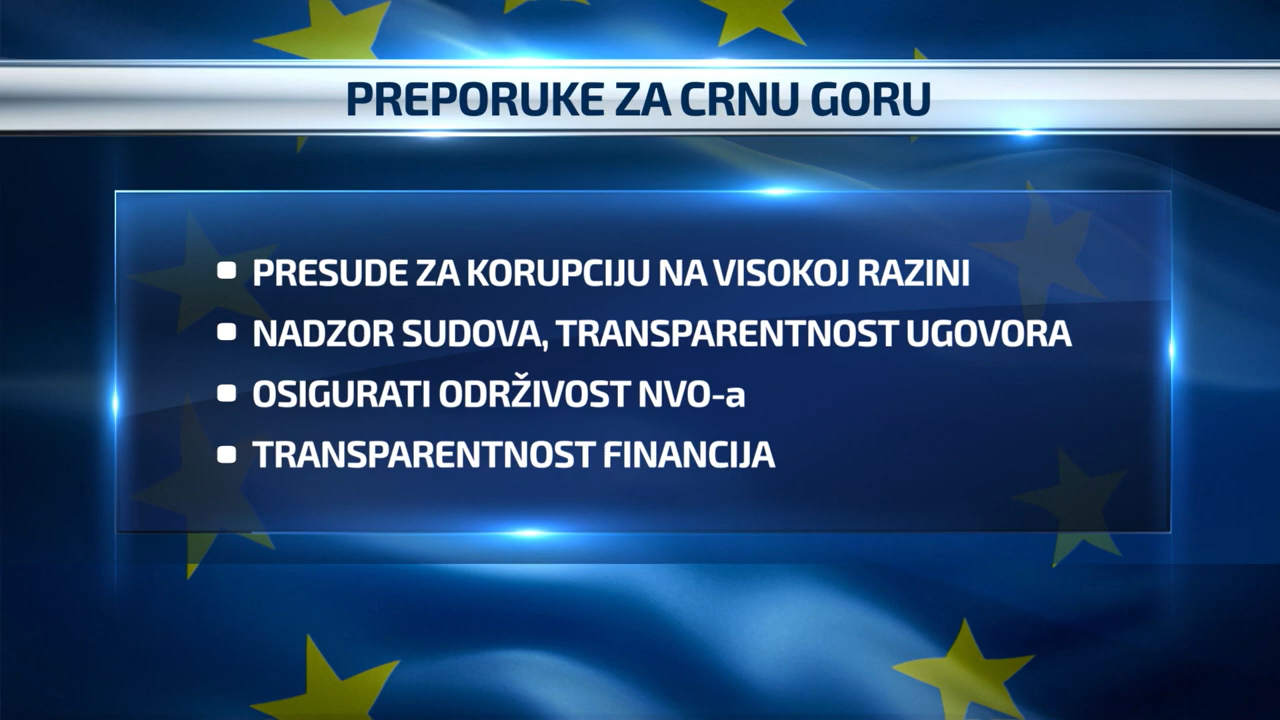 PREPORUKE ZA CRNU GORU
PRESUDE ZA KORUPCIJU NA VISOKOJ RAZINI
NADZOR SUDOVA, TRANSPARENTNOST UGOVORA
OSIGURATI ODRŽIVOST NVO-a
TRANSPARENTNOST FINANCIJA